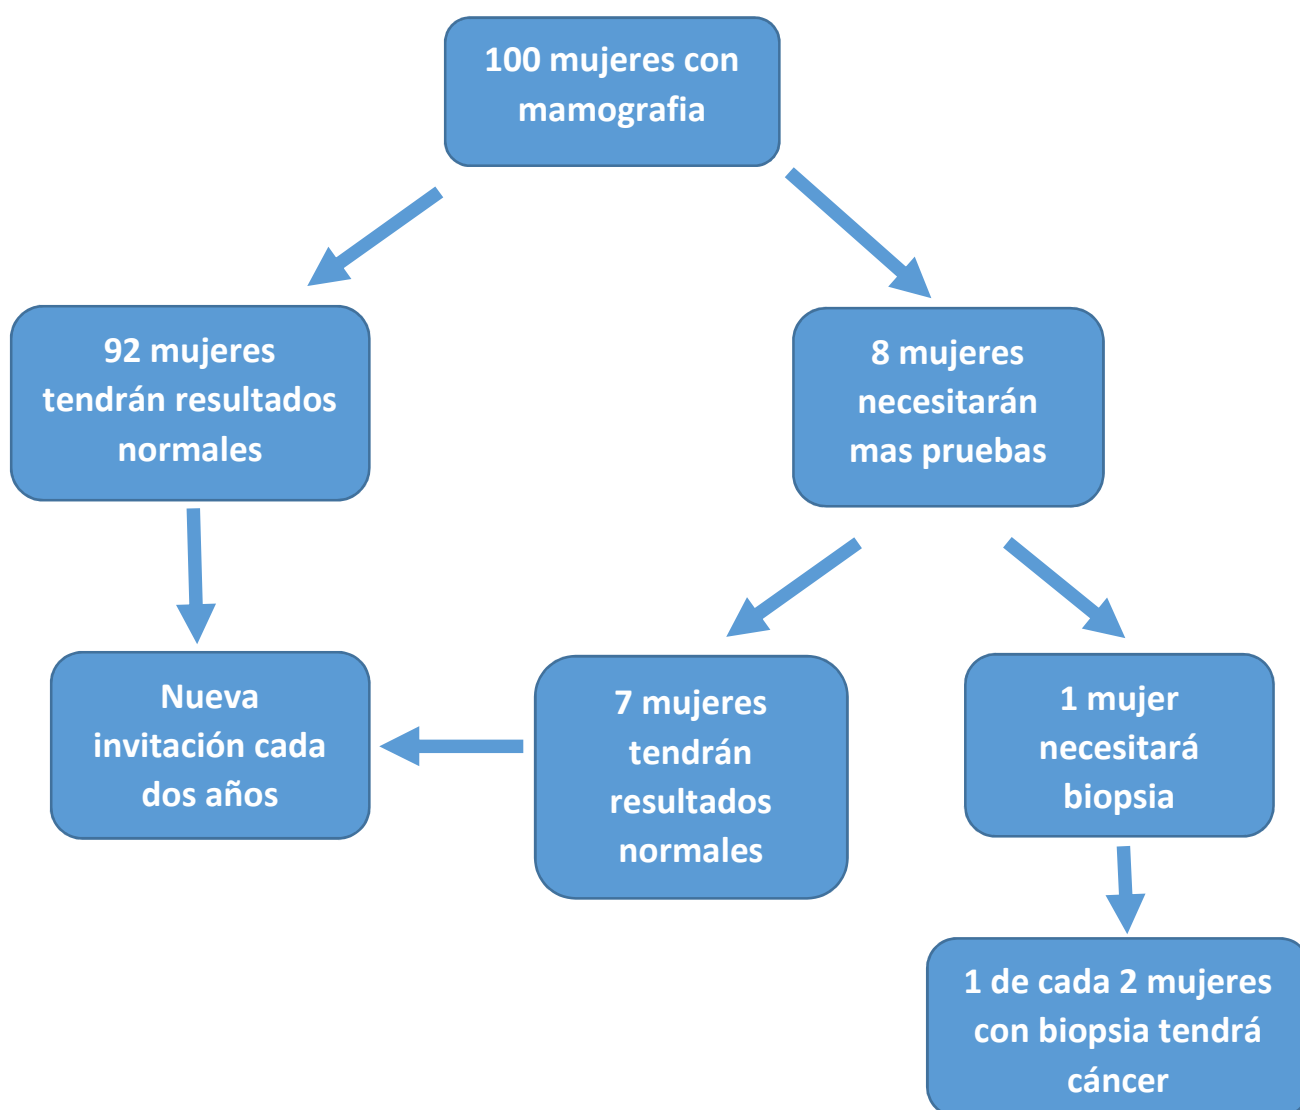 100 mujeres con
mamografia
92 mujeres
tendrán resultados
normales
8 mujeres
necesitarán
mas pruebas
Nueva
invitación cada
dos años
7 mujeres
tendrán
resultados
normales
1 mujer
necesitará
biopsia
1 de cada 2 mujeres
con biopsia tendrá
cáncer